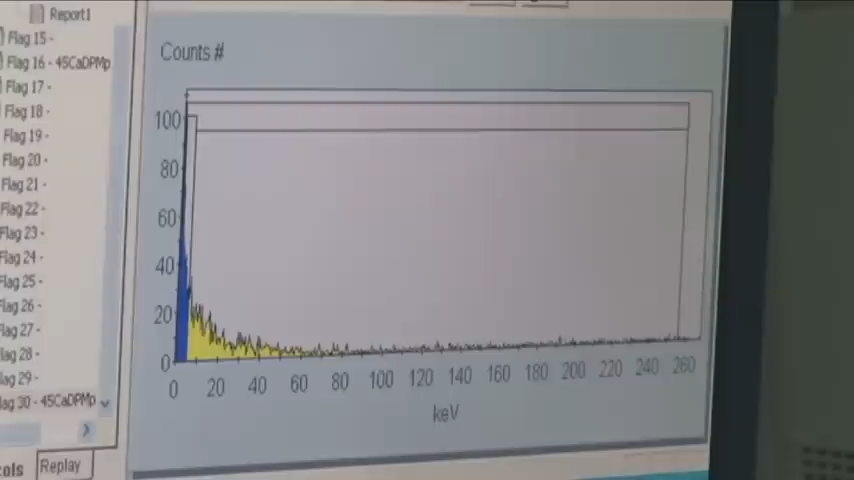 Report1
Flag 15 -
Flag 16 - 45CaDPMp
Flag 17 -
Flag 18 -
Flag 19 -
Flag 20 -
Flag 21 -
Flag 22 -
Flag 23 -
Flag 24 -
Flag 25 -
Flag 26 -
Flag 27 -
Flag 28 -
Flag 29 -
ag 30 - 45CaDPMp
ols
Replay
Counts #
100
80
60
40
20
0
0 20 40 60 80 100 120 140 160 180 200 220 240 260
keV